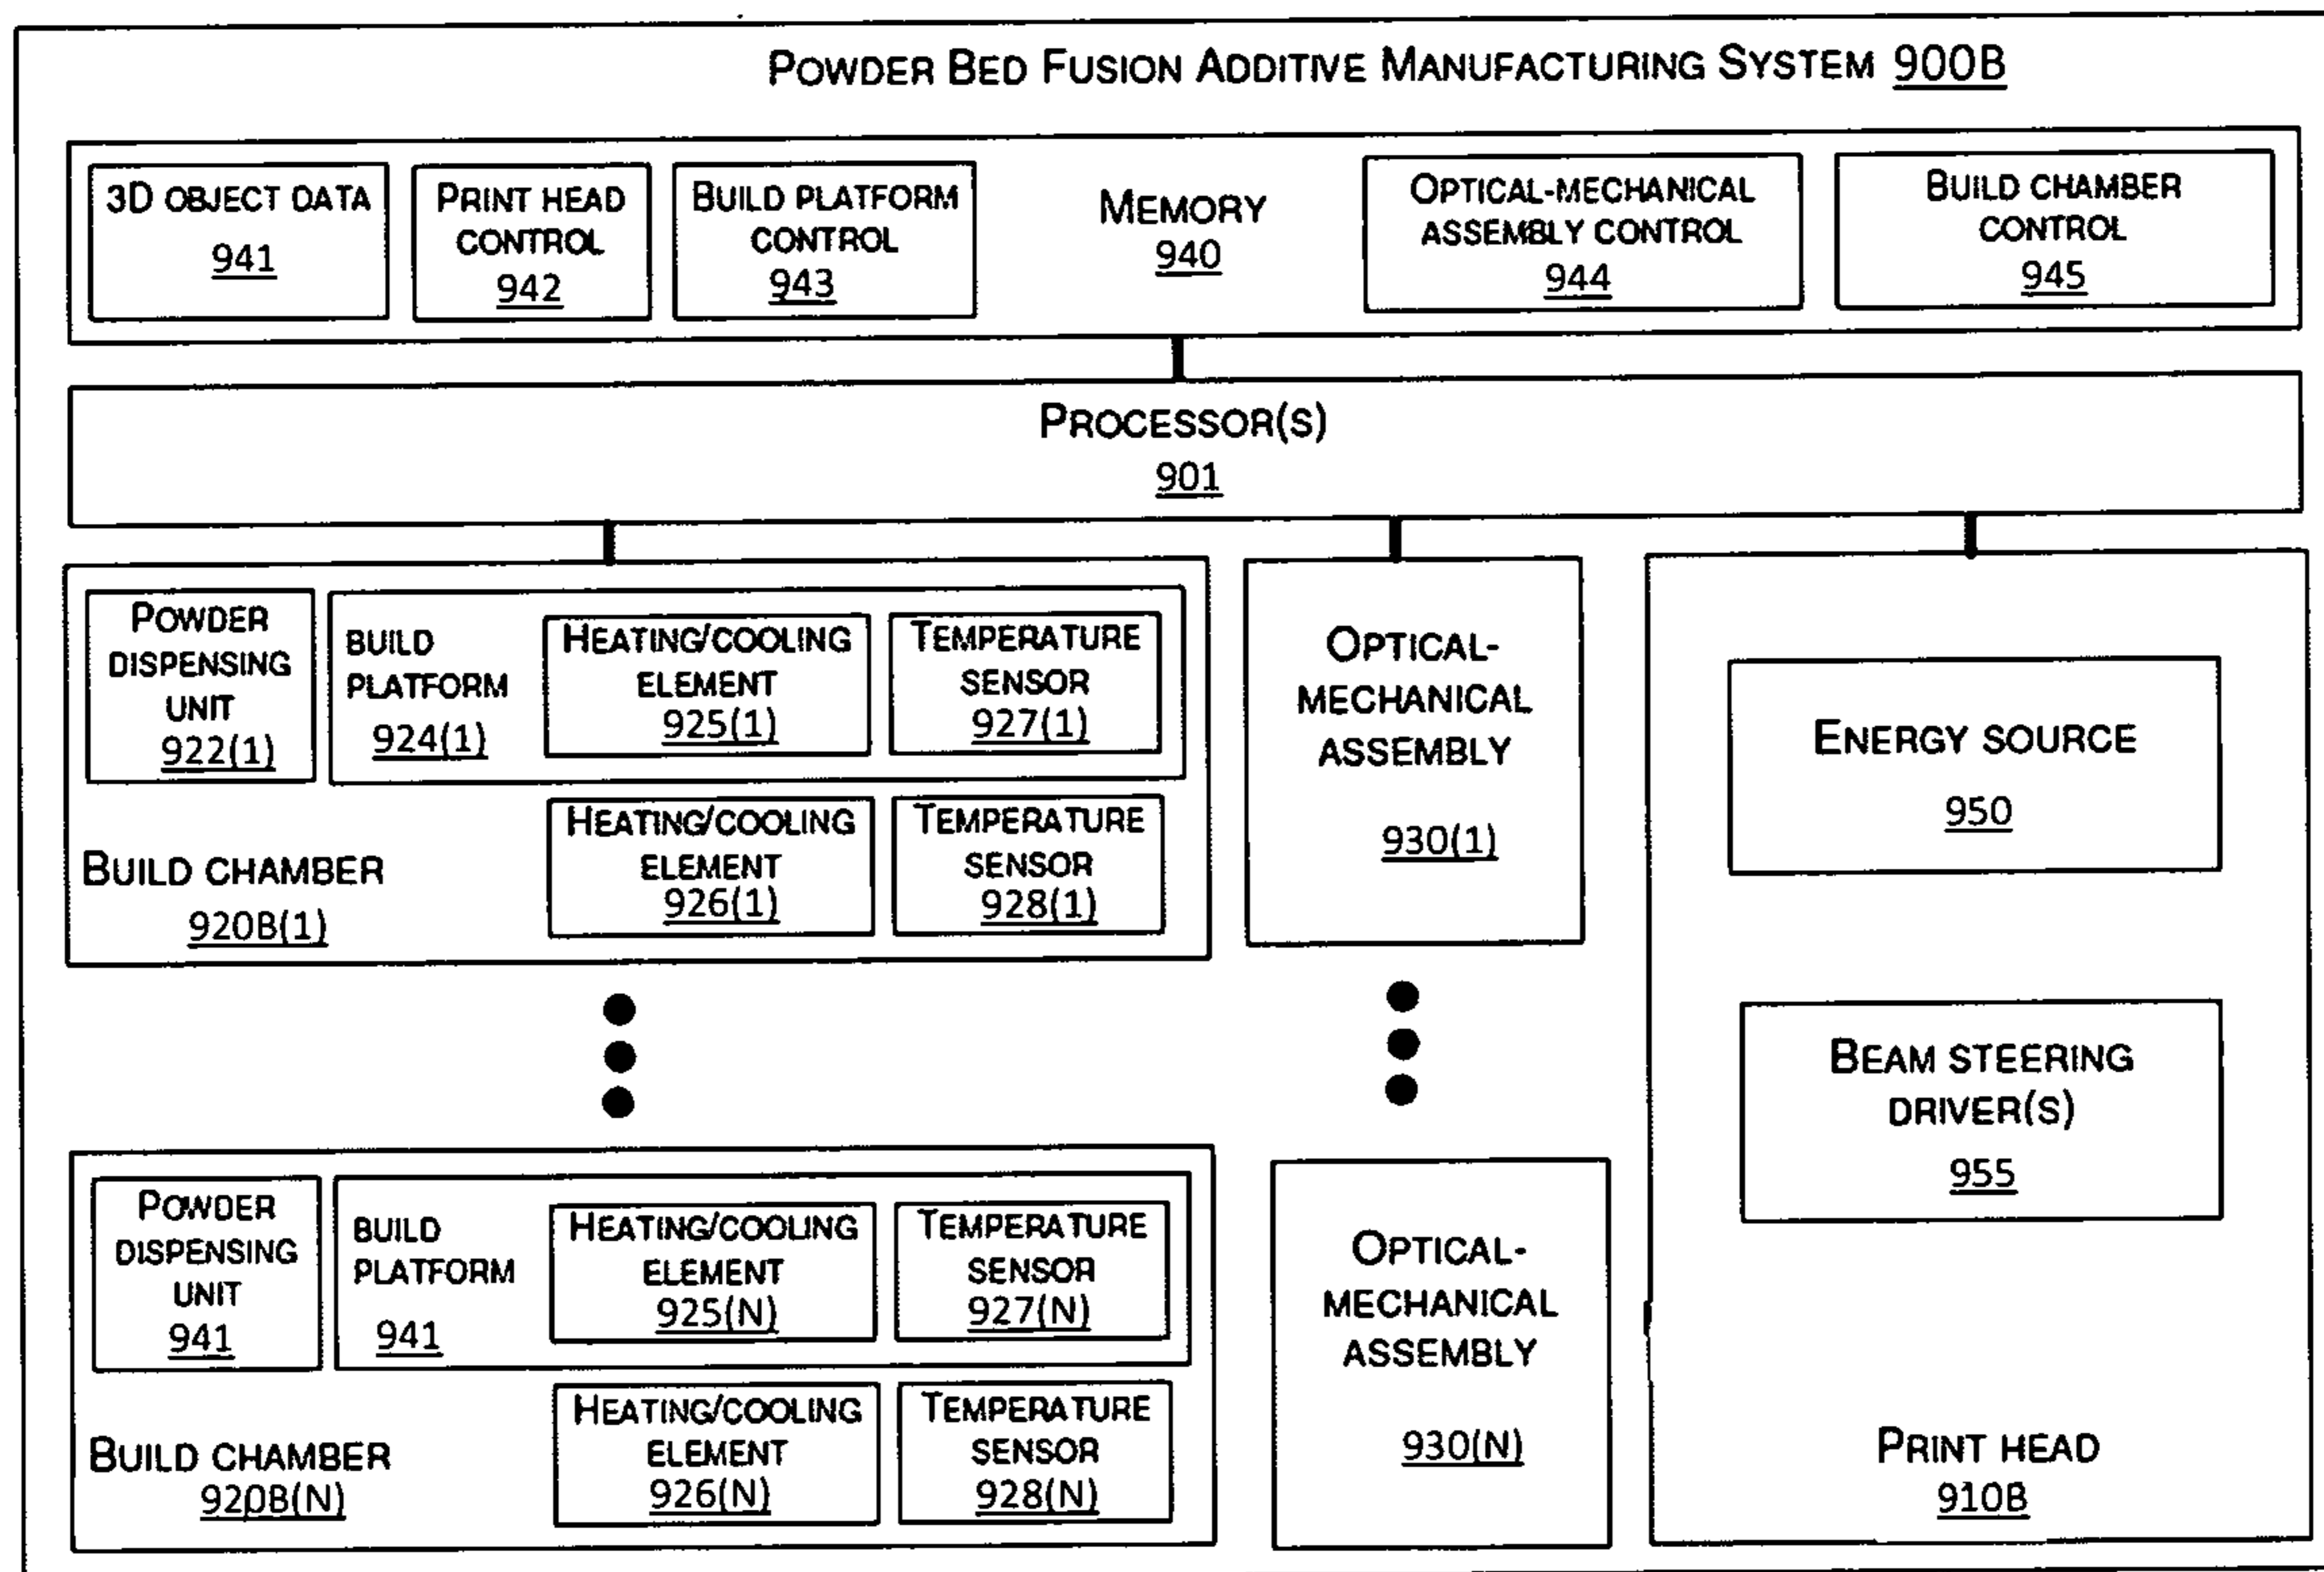 POWDER BED FUSION ADDITIVE MANUFACTURING SYSTEM 900B
3D OBJECT DATA
941
PRINT HEAD
CONTROL
942
BUILD PLATFORM
CONTROL
943
MEMORY
940
OPTICAL-MECHANICAL
ASSEMBLY CONTROL
944
BUILD CHAMBER
CONTROL
945
PROCESSOR(S)
901
POWDER
DISPENSING
UNIT
922(1)
BUILD
PLATFORM
924(1)
HEATING/COOLING
ELEMENT
925(1)
TEMPERATURE
SENSOR
927(1)
HEATING/COOLING
ELEMENT
926(1)
TEMPERATURE
SENSOR
928(1)
BUILD CHAMBER
920B(1)
OPTICAL-
MECHANICAL
ASSEMBLY
930(1)
ENERGY SOURCE
950
BEAM STEERING
DRIVER(S)
955
POWDER
DISPENSING
UNIT
941
BUILD
PLATFORM
941
HEATING/COOLING
ELEMENT
925(N)
TEMPERATURE
SENSOR
927(N)
HEATING/COOLING
ELEMENT
926(N)
TEMPERATURE
SENSOR
928(N)
BUILD CHAMBER
920B(N)
OPTICAL-
MECHANICAL
ASSEMBLY
930(N)
PRINT HEAD
910B